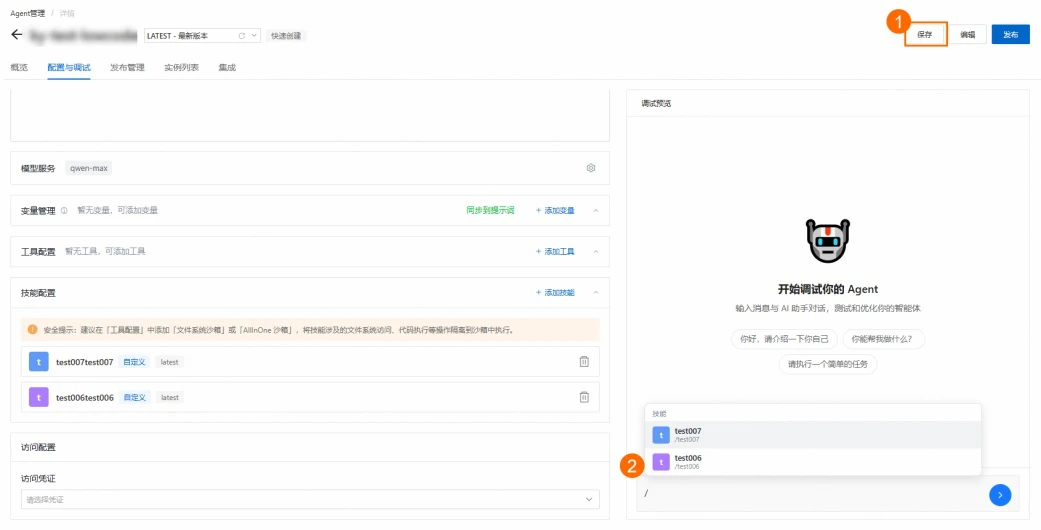 Agent管理 / 详情
LATEST - 最新版本
快速创建
1
保存
编辑
发布
概览
配置与调试
发布管理
实例列表
集成
模型服务
qwen-max
变量管理
暂无变量，可添加变量
同步到提示词
+ 添加变量
工具配置
暂无工具，可添加工具
+ 添加工具
技能配置
+ 添加技能
安全提示：建议在「工具配置」中添加「文件系统沙箱」或「AllInOne 沙箱」，将技能涉及的文件系统访问、代码执行等操作隔离到沙箱中执行。
t
test007test007
自定义
latest
t
test006test006
自定义
latest
访问配置
访问凭证
请选择凭证
调试预览
开始调试你的 Agent
输入消息与 AI 助手对话，测试和优化你的智能体
你好，请介绍一下你自己
你能帮我做什么？
请执行一个简单的任务
技能
t
test007
/test007
t
test006
/test006
2
/